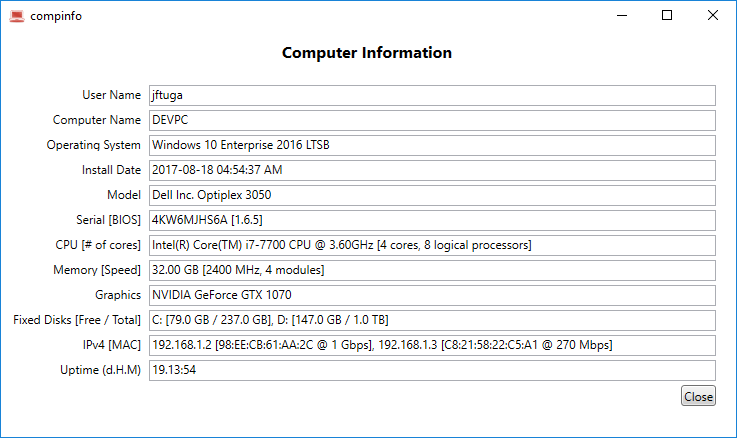 compinfo
Computer Information
User Name jftuga
Computer Name DEVPC
Operating System Windows 10 Enterprise 2016 LTSB
Install Date 2017-08-18 04:54:37 AM
Model Dell Inc. Optiplex 3050
Serial [BIOS] 4KW6MJHS6A [1.6.5]
CPU [# of cores] Intel(R) Core(TM) i7-7700 CPU @ 3.60GHz [4 cores, 8 logical processors]
Memory [Speed] 32.00 GB [2400 MHz, 4 modules]
Graphics NVIDIA GeForce GTX 1070
Fixed Disks [Free / Total] C: [79.0 GB / 237.0 GB], D: [147.0 GB / 1.0 TB]
IPv4 [MAC] 192.168.1.2 [98:EE:CB:61:AA:2C @ 1 Gbps], 192.168.1.3 [C8:21:58:22:C5:A1 @ 270 Mbps]
Uptime (d.H.M) 19.13:54
Close